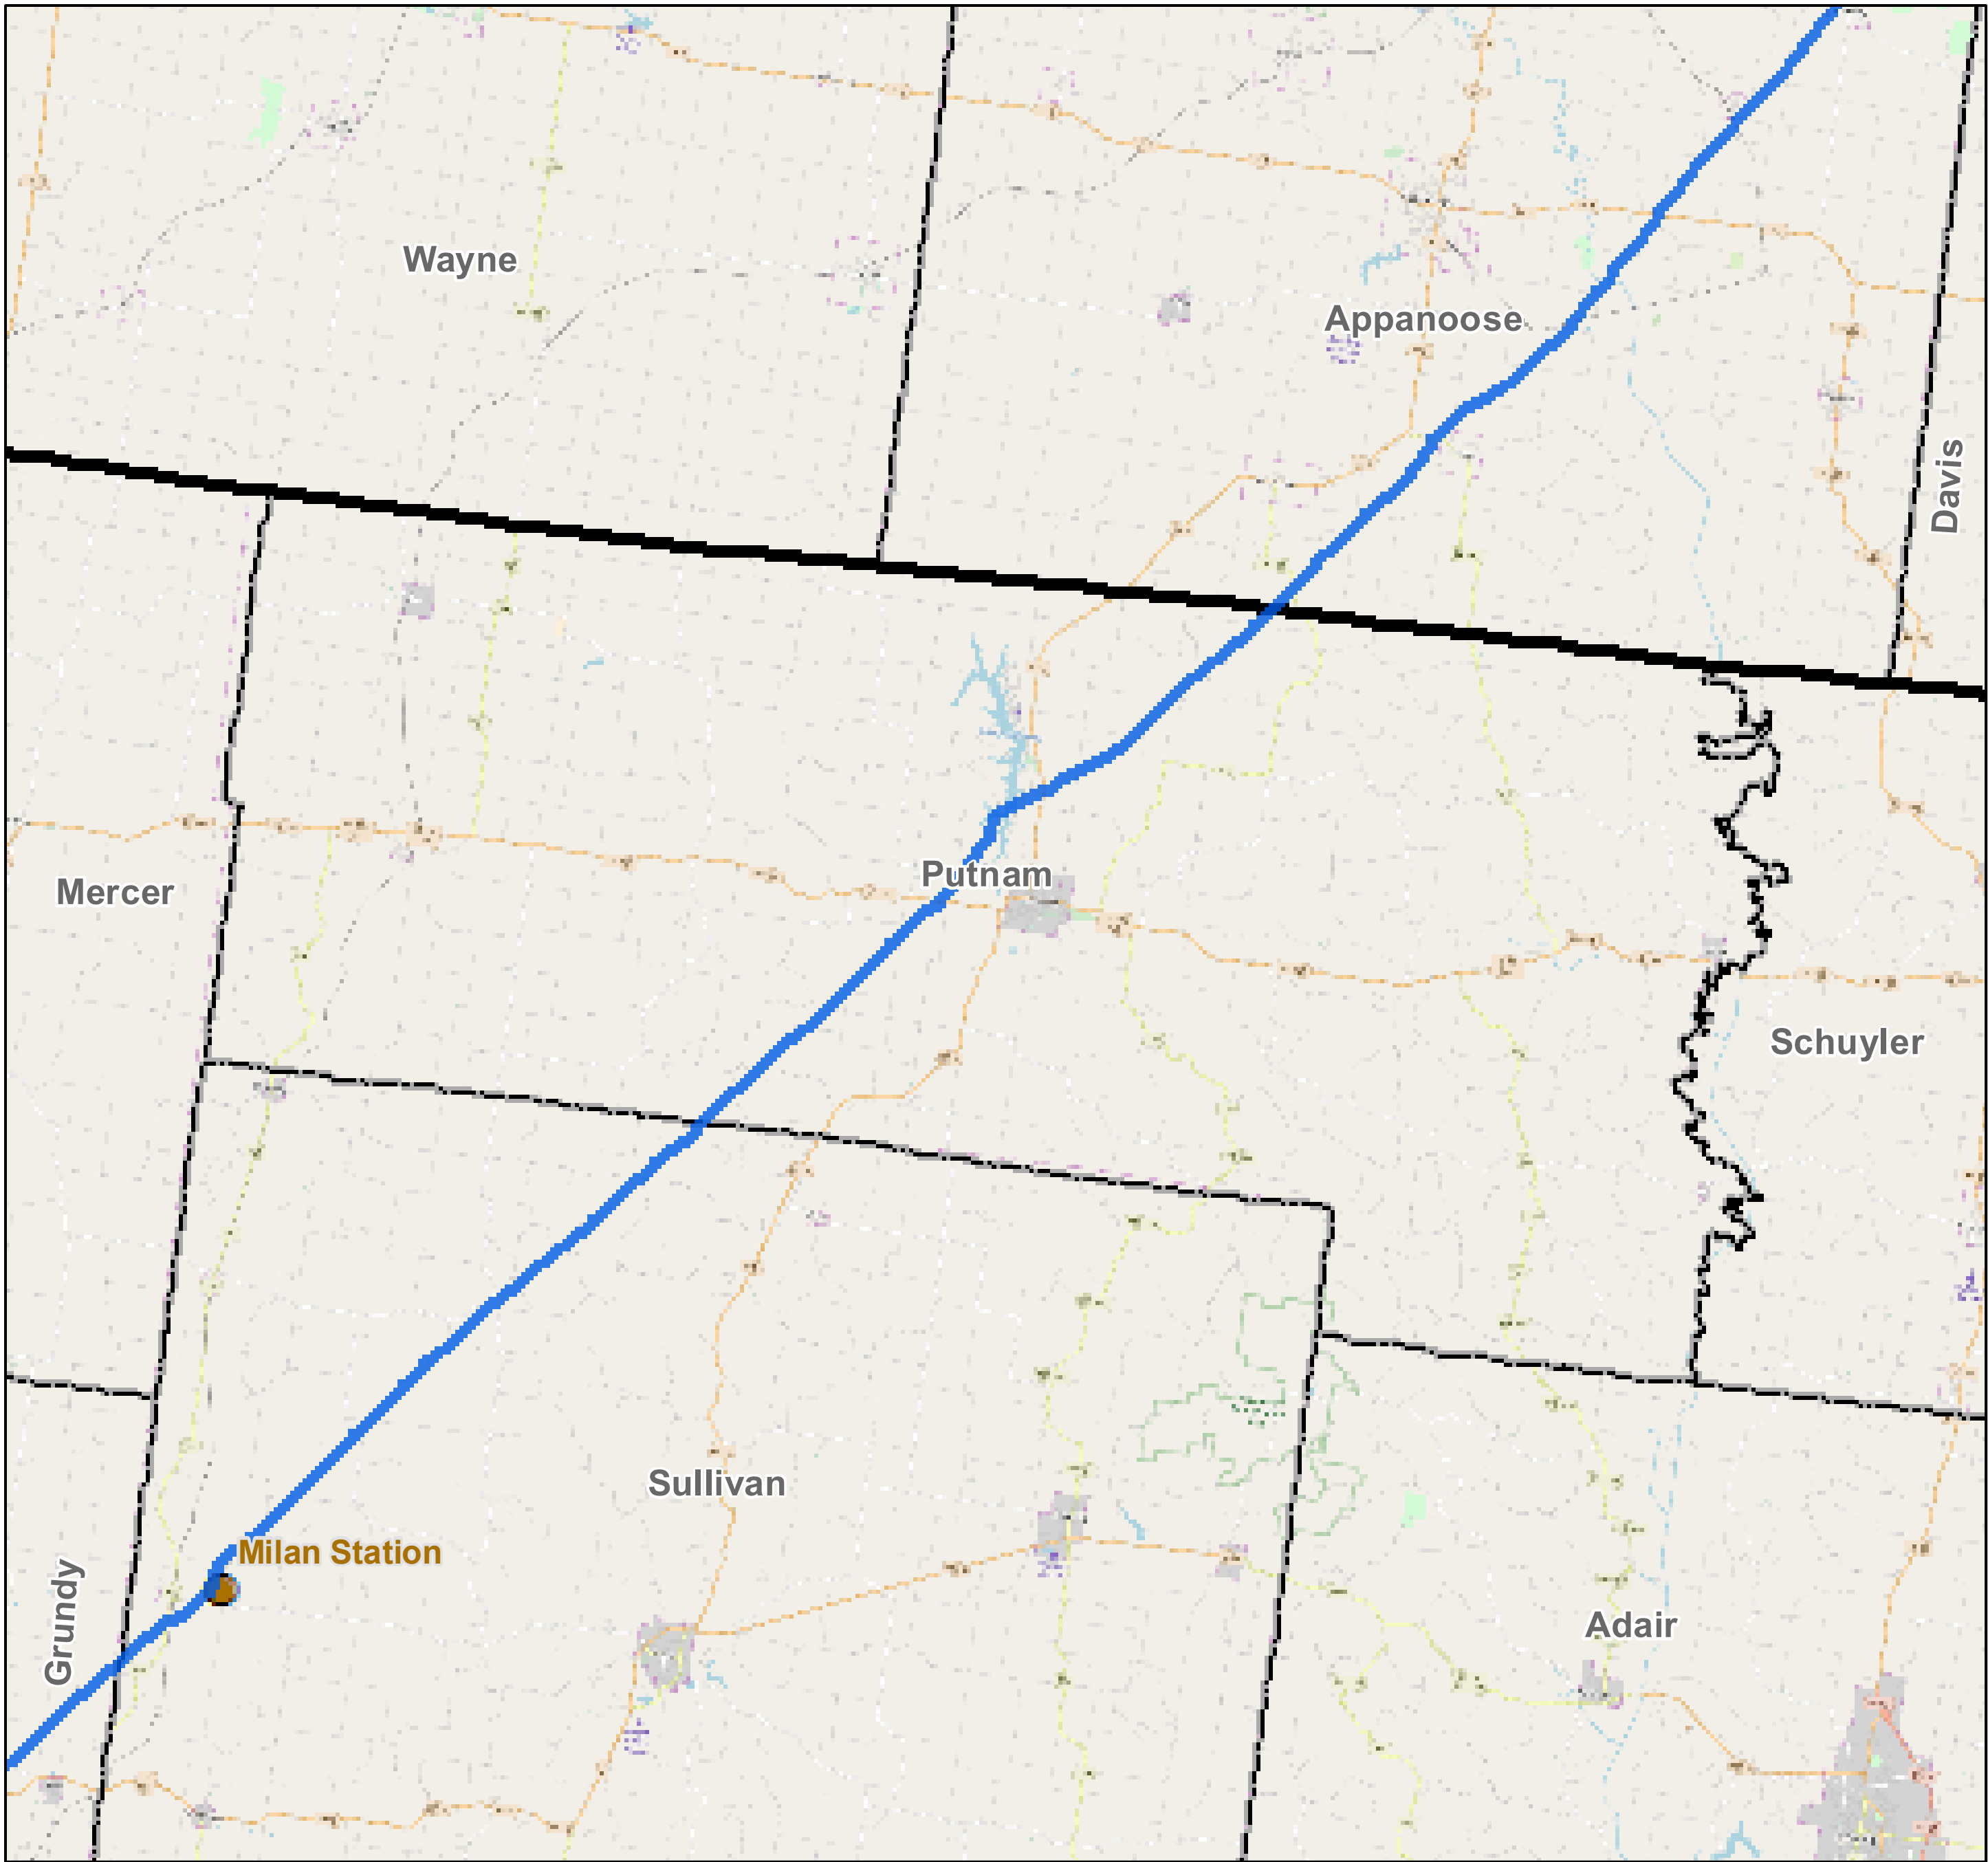 Wayne
Appanoose
Davis
Mercer
Putnam
Schuyler
Sullivan
Milan Station
Grundy
Adair